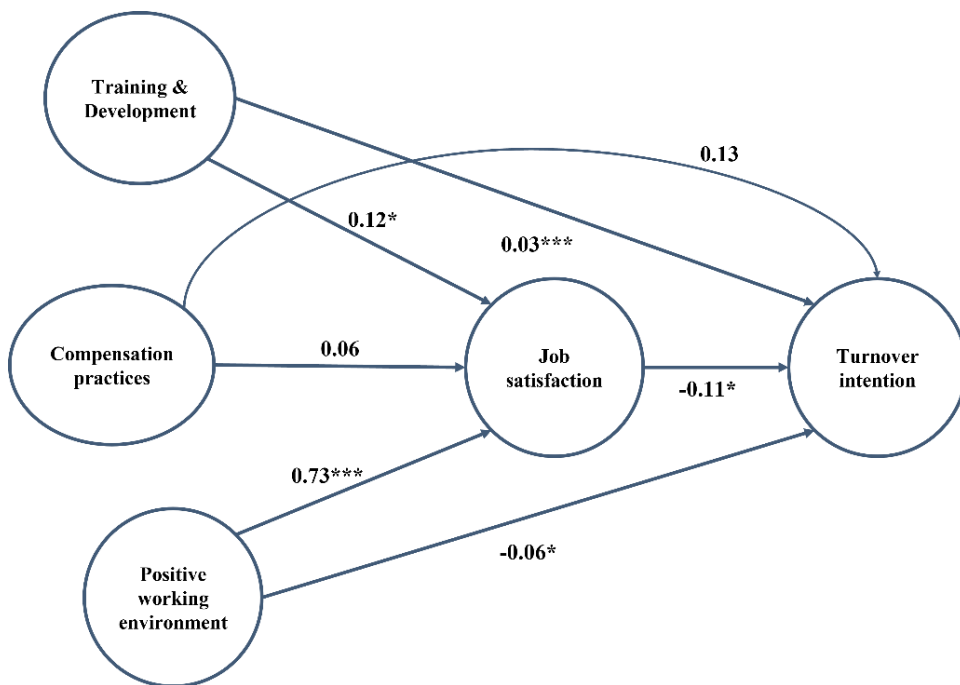 Training &
Development
0.13
0.12*
0.03***
Compensation
practices
0.06
Job
satisfaction
-0.11*
Turnover
intention
0.73***
-0.06*
Positive
working
environment